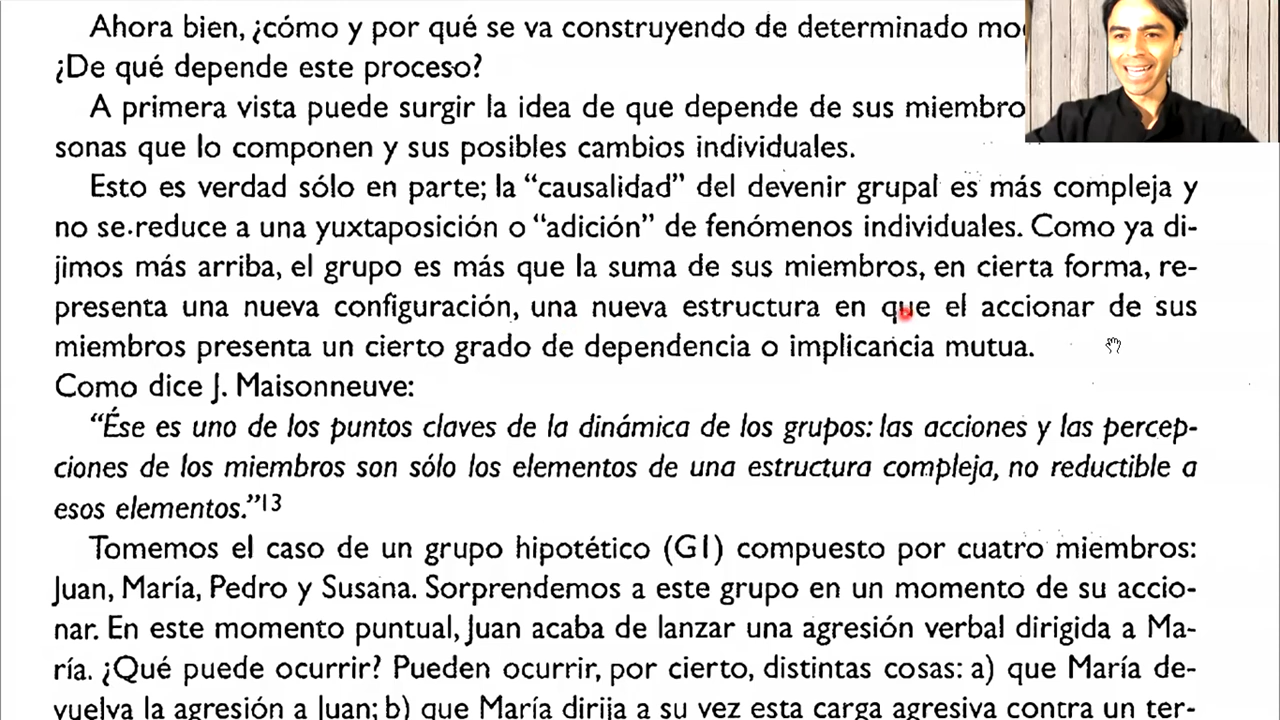 Ahora bien, ¿cómo y por qué se va construyendo de determinado
¿De qué depende este proceso?
A primera vista puede surgir la idea de que depende de sus
sonas que lo componen y sus posibles cambios individuales.
Esto es verdad sólo en parte; la “causalidad” del devenir grupal es más compleja y
no se reduce a una yuxtaposición o “adición” de fenómenos individuales. Como ya di-
jimos más arriba, el grupo es más que la suma de sus miembros, en cierta forma, re-
presenta una nueva configuración, una nueva estructura en que el accionar de sus
miembros presenta un cierto grado de dependencia o implicancia mutua.
Como dice J. Maisonneuve:
“Ése es uno de los puntos claves de la dinámica de los grupos: las acciones y las percep-
ciones de los miembros son sólo los elementos de una estructura compleja, no reductible a
esos elementos.”13
Tomemos el caso de un grupo hipotético (G1) compuesto por cuatro miembros:
Juan, María, Pedro y Susana. Sorprendemos a este grupo en un momento de su accio-
nar. En este momento puntual, Juan acaba de lanzar una agresión verbal dirigida a Ma-
ría. ¿Qué puede ocurrir? Pueden ocurrir, por cierto, distintas cosas: a) que María de-
vuelva la agresión a Juan; b) que María dirija a su vez esta carga agresiva contra un ter-